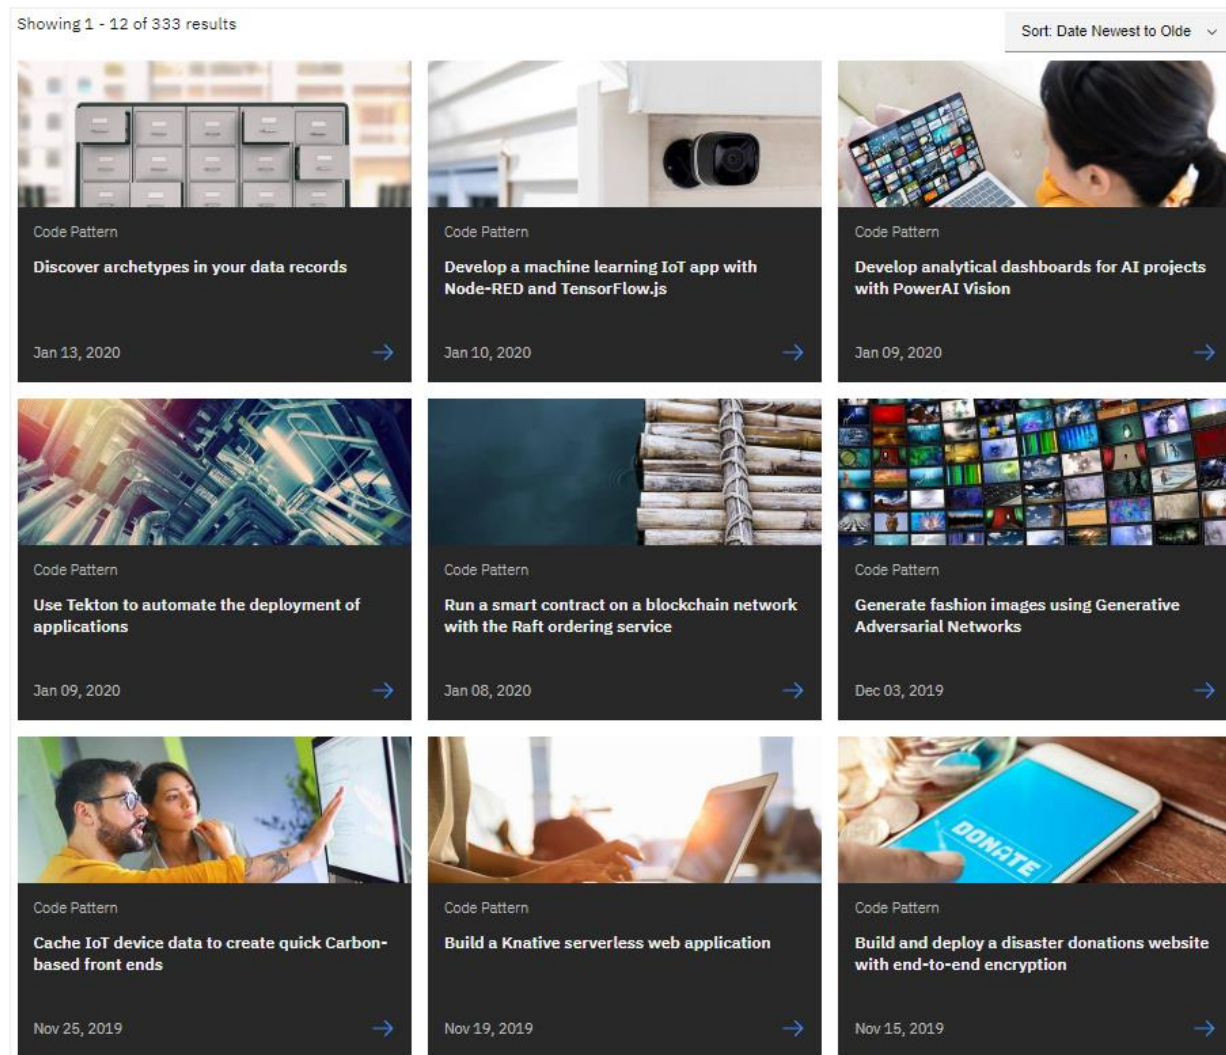 Showing 1 - 12 of 333 results
Sort: Date Newest to Olde
Code Pattern
Discover archetypes in your data records
Jan 13, 2020
Code Pattern
Develop a machine learning IoT app with
Node-RED and TensorFlow.js
Jan 10, 2020
Code Pattern
Develop analytical dashboards for AI projects
with PowerAI Vision
Jan 09, 2020
Code Pattern
Use Tekton to automate the deployment of
applications
Jan 09, 2020
Code Pattern
Run a smart contract on a blockchain network
with the Raft ordering service
Jan 08, 2020
Code Pattern
Generate fashion images using Generative
Adversarial Networks
Dec 03, 2019
Code Pattern
Cache IoT device data to create quick Carbon-
based front ends
Nov 25, 2019
Code Pattern
Build a Knative serverless web application
Nov 19, 2019
DONATE
Code Pattern
Build and deploy a disaster donations website
with end-to-end encryption
Nov 15, 2019